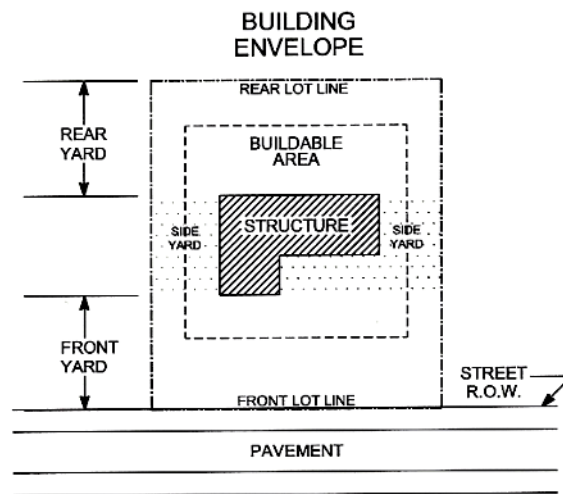 BUILDING
ENVELOPE
REAR LOT LINE
REAR
YARD
BUILDABLE
AREA
SIDE
YARD
STRUCTURE
SIDE
YARD
FRONT
YARD
STREET
R.O.W.
FRONT LOT LINE
PAVEMENT